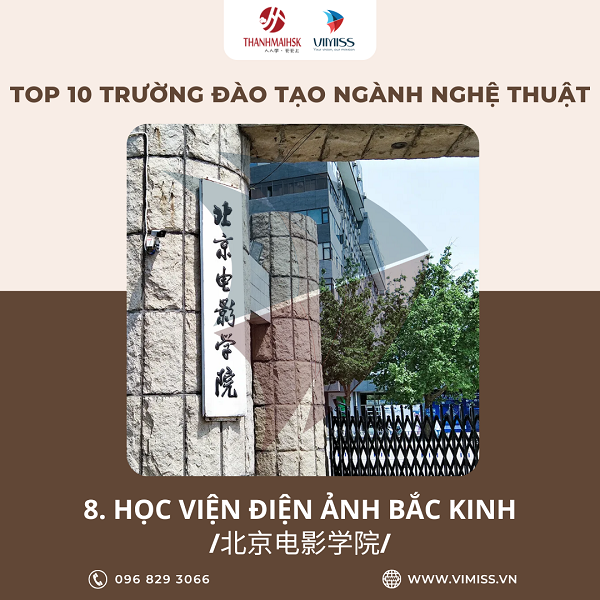 THANHMAIHSK
VIMISS
TOP 10 TRƯỜNG ĐÀO TẠO NGÀNH NGHỆ THUẬT
北京电影学院
8. HỌC VIỆN ĐIỆN ẢNH BẮC KINH
/北京电影学院/
096 829 3066
WWW.VIMISS.VN